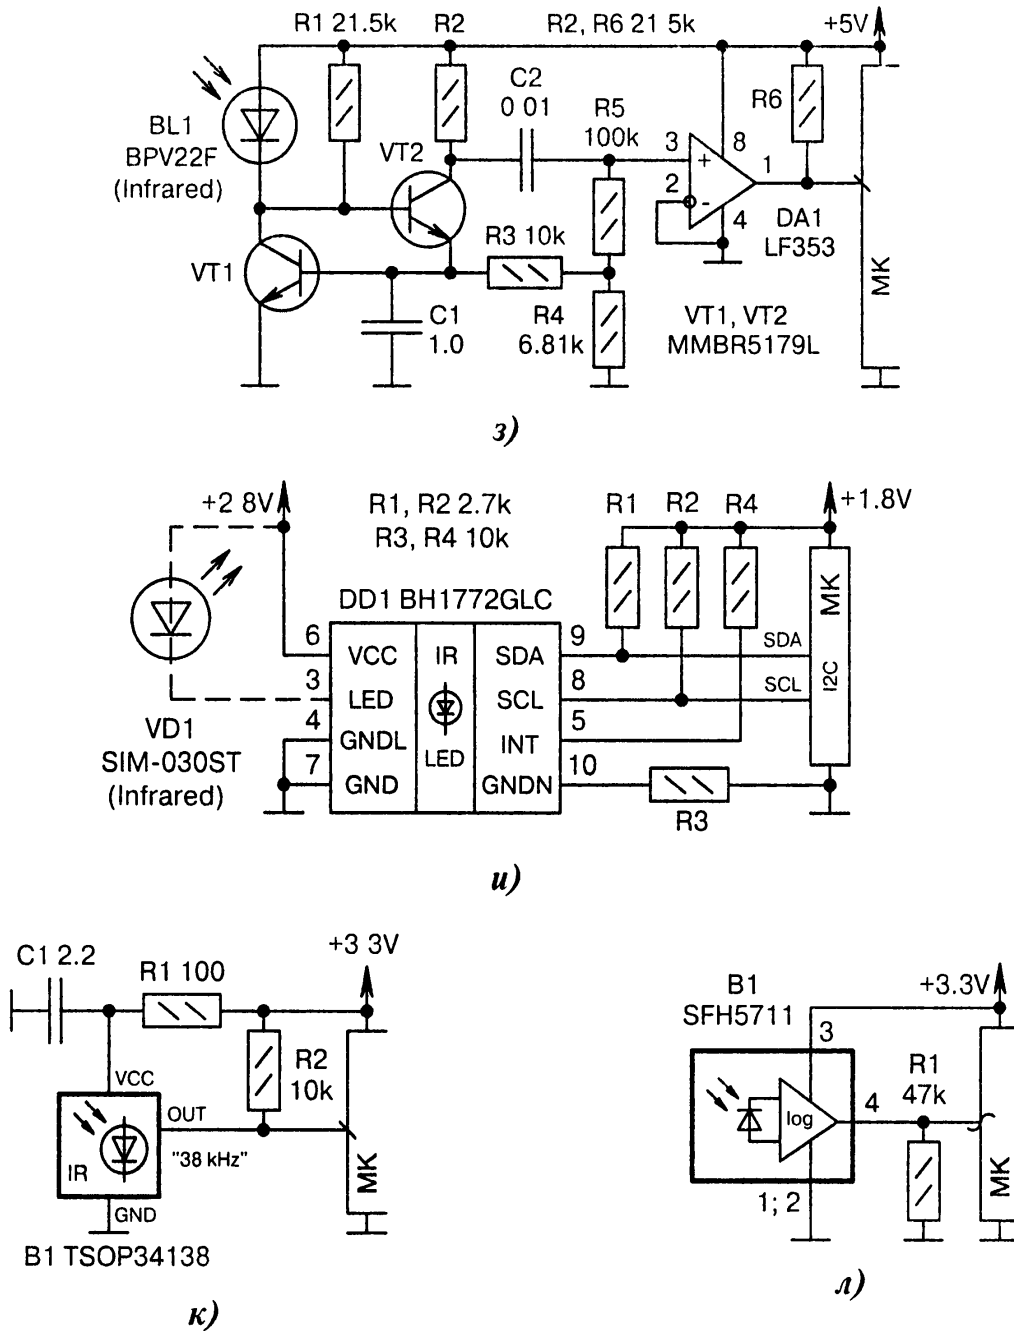 R1 21.5k R2 R2, R6 21 5k +5V
C2
0 01
R5
100k
R6
BL1
BPV22F
(Infrared)
VT2
3 + 8
2 - 1
4
DA1
LF353
VT1
R3 10k
C1
1.0
R4
6.81k
VT1, VT2
MMBR5179L
MK
з)
+2 8V R1, R2 2.7k R1 R2 R4 +1.8V
R3, R4 10k
DD1 BH1772GLC
MK
6 VCC IR SDA 9 SDA
3 LED SCL 8 SCL I2C
4 GNDL LED INT 5
7 GND GNDN 10
VD1
SIM-030ST
(Infrared)
R3
и)
C1 2.2 R1 100 +3 3V
R2
10k
VCC
OUT
IR
"38 kHz"
GND
MK
B1 TSOP34138
к)
B1
SFH5711
+3.3V
3
R1
47k
log 4
1; 2
MK
л)